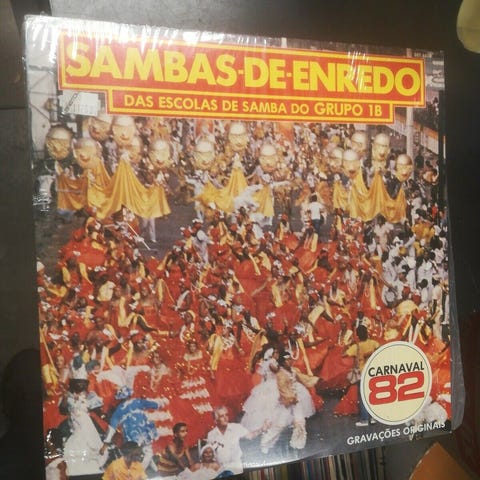 SAMBAS-DE-ENREDO
DAS ESCOLAS DE SAMBA DO GRUPO 1B
CARNAVAL
82
GRAVAÇÕES ORIGINAIS